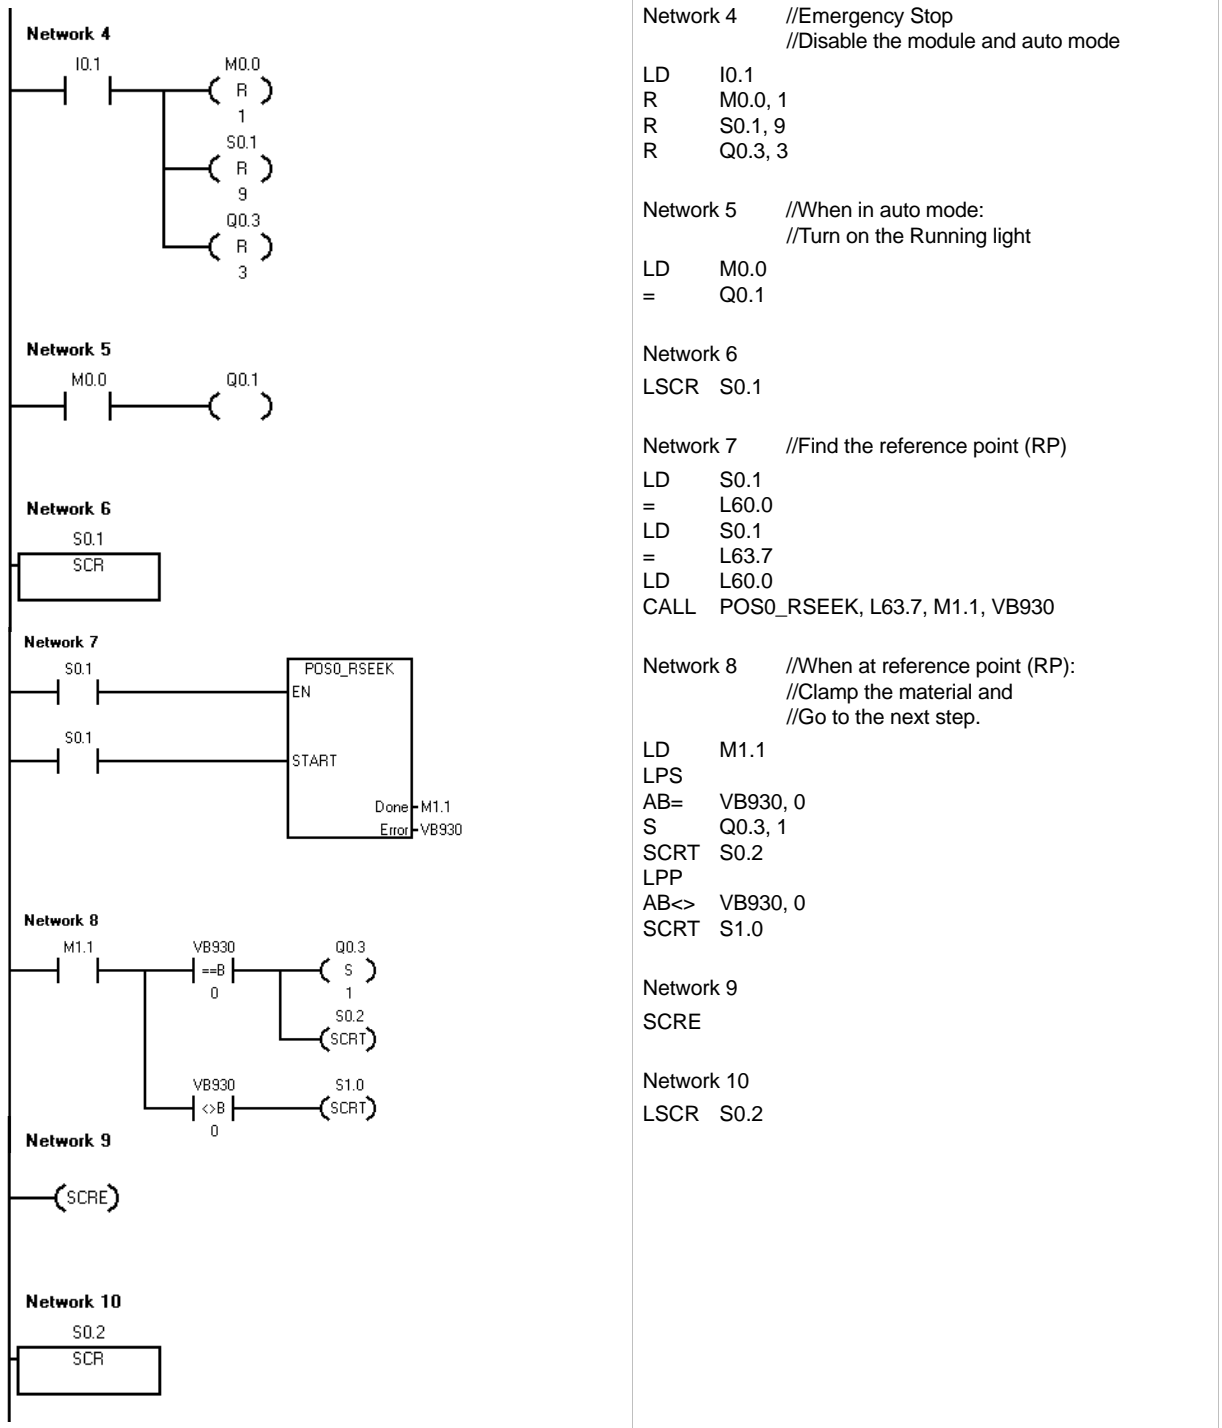 Network 4
I0.1 M0.0
R
1
S0.1
R
9
Q0.3
R
3
Network 5
M0.0 Q0.1
Network 6
S0.1
SCR
Network 7
S0.1 POS0_RSEEK
EN
S0.1
START
Done M1.1
Error VB930
Network 8
M1.1 VB930 Q0.3
==B S
0 1
S0.2
SCRT
VB930 S1.0
<>B SCRT
0
Network 9
SCRE
Network 10
S0.2
SCR
Network 4 //Emergency Stop
//Disable the module and auto mode
LD I0.1
R M0.0, 1
R S0.1, 9
R Q0.3, 3
Network 5 //When in auto mode:
//Turn on the Running light
LD M0.0
= Q0.1
Network 6
LSCR S0.1
Network 7 //Find the reference point (RP)
LD S0.1
= L60.0
LD S0.1
= L63.7
LD L60.0
CALL POS0_RSEEK, L63.7, M1.1, VB930
Network 8 //When at reference point (RP):
//Clamp the material and
//Go to the next step.
LD M1.1
LPS
AB= VB930, 0
S Q0.3, 1
SCRT S0.2
LPP
AB<> VB930, 0
SCRT S1.0
Network 9
SCRE
Network 10
LSCR S0.2